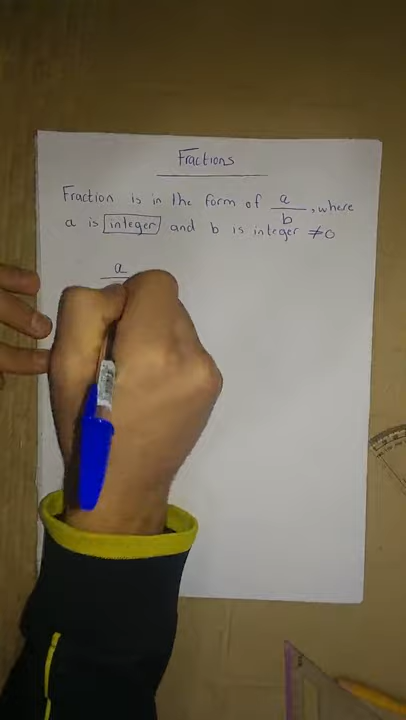 Fractions
Fraction is in the form of a/b, where
a is integer and b is integer ≠0
a